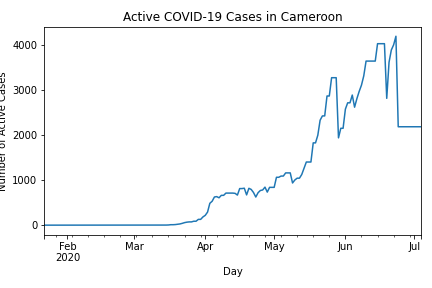 Active COVID-19 Cases in Cameroon
Number of Active Cases
4000
3000
2000
1000
0
Feb
2020
Mar
Apr
May
Jun
Jul
Day